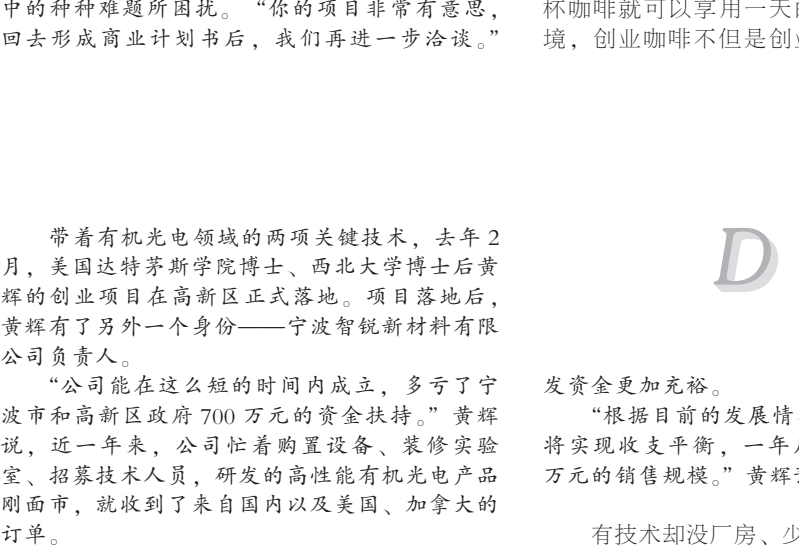 中的种种难题所困扰。“你的项目非常有意思，
回去形成商业计划书后，我们再进一步洽谈。”
带着有机光电领域的两项关键技术，去年 2
月，美国达特茅斯学院博士、西北大学博士后黄
辉的创业项目在高新区正式落地。项目落地后，
黄辉有了另外一个身份——宁波智锐新材料有限
公司负责人。
“公司能在这么短的时间内成立，多亏了宁
波市和高新区政府 700 万元的资金扶持。”黄辉
说，近一年来，公司忙着购置设备、装修实验
室、招募技术人员，研发的高性能有机光电产品
刚面市，就收到了来自国内以及美国、加拿大的
订单。
杯咖啡就可以享用一天
境，创业咖啡不但是创
D
发资金更加充裕。
“根据目前的发展情
将实现收支平衡，一年
万元的销售规模。”黄辉
有技术却没厂房、少